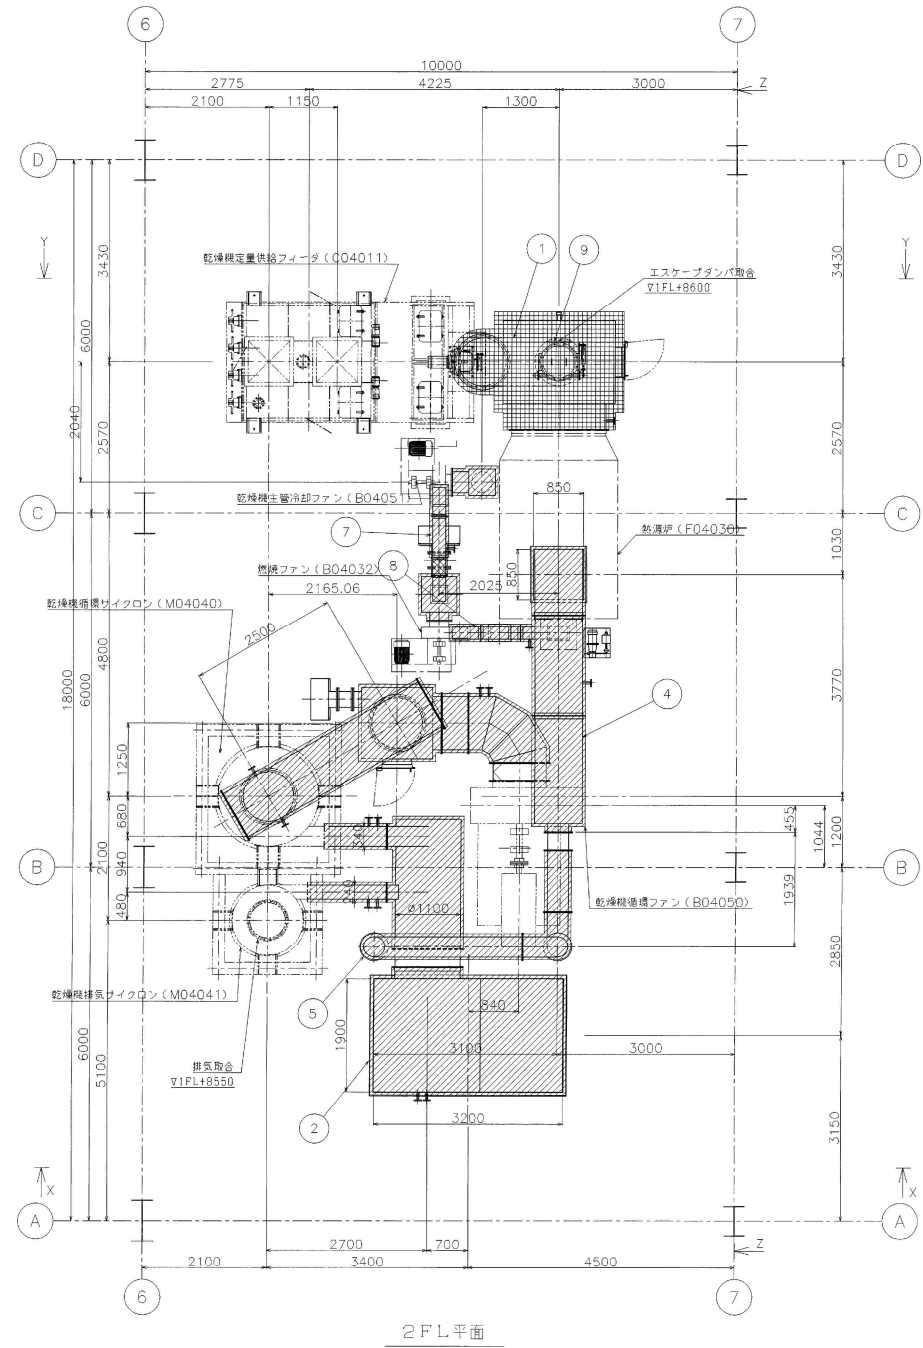 6
7
10000
2775
4225
3000
Z
2100
1150
1300
D
D
Y
Y
3430
3430
6000
6000
2040
2570
2570
乾燥機定量供給フィーダ(C04011)
1
9
エスケープダンパ取合
∇1FL+8600
乾燥機主管冷却ファン(B04051)
C
C
850
7
熱源炉(F04030)
1030
850
燃焼ファン(B04032)
8
2165.06
2025
乾燥機循環サイクロン(M04040)
2500
18000
4800
6000
3770
4
1250
680
340
455
1044
1200
2100
940
B
B
240
480
ø1100
乾燥機循環ファン(B04050)
1939
2850
乾燥機排気サイクロン(M04041)
5
840
1900
3100
3000
排気取合
∇1FL+8550
6000
5100
2
3200
3150
X
X
A
A
2700
700
Z
2100
3400
4500
6
7
2FL平面